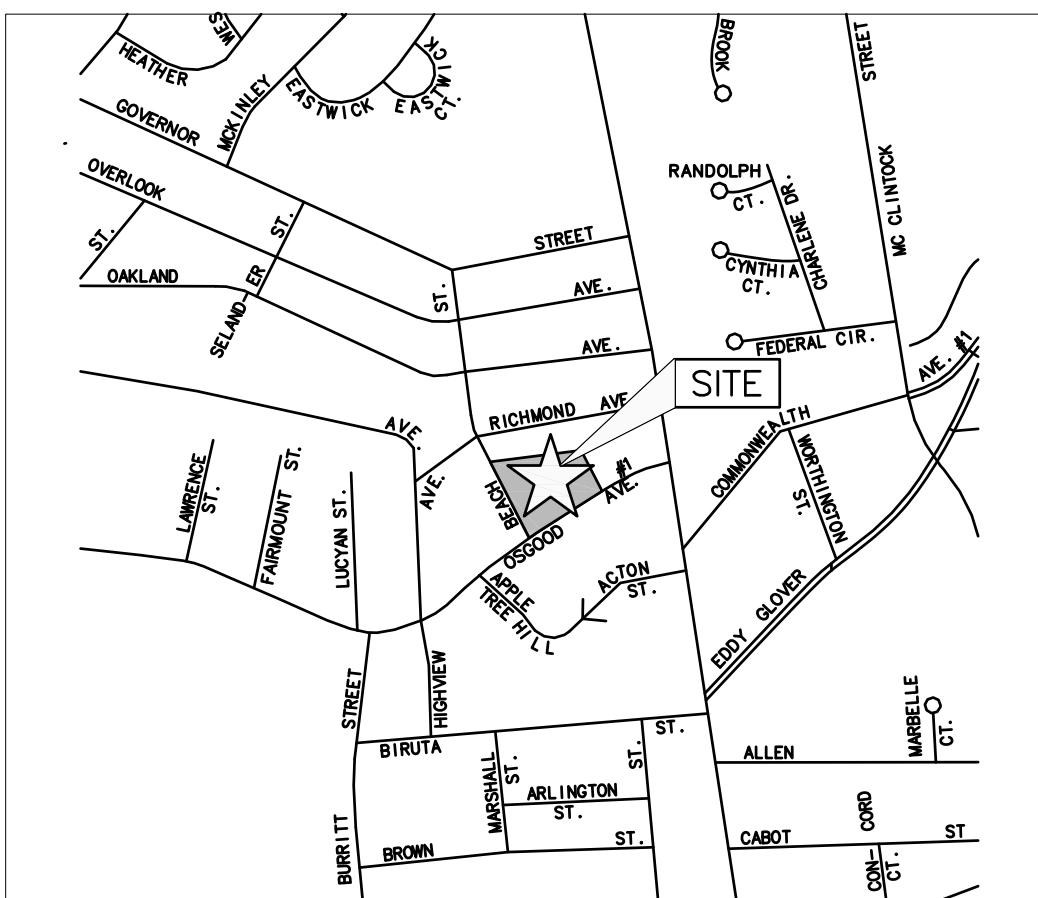 WES
HEATHER
EASTWICK
EASTWICK
CT.
BROOK
STREET
MCKINLEY
GOVERNOR
OVERLOOK
ST.
ST.
OAKLAND
SELAND-
ER
STREET
ST.
AVE.
AVE.
RANDOLPH
CT.
CHARLENE DR.
MC CLINTOCK
CYNTHIA
CT.
FEDERAL CIR.
AVE. #1
SITE
RICHMOND AVE
AVE.
AVE.
BEACH
OSGOOD
AVE.
#1
COMMONWEALTH
WORTHINGTON
ST.
LAWRENCE
ST.
FAIRMOUNT ST.
LUCYAN ST.
APPLE
TREE HILL
ACTON
ST.
EDDY GLOVER
STREET
HIGHVIEW
BIRUTA
ST.
MARSHALL
ST.
ST.
ARLINGTON
ST.
ALLEN
MARBELLE
CT.
BURRITT
BROWN
ST.
CABOT
ST
CON-
CORD
CT.